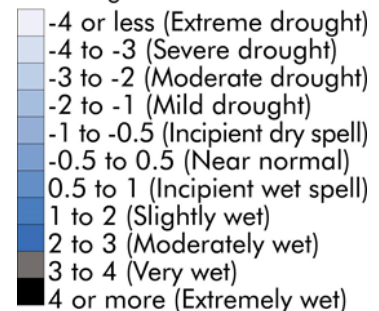 -4 or less (Extreme drought)
-4 to -3 (Severe drought)
-3 to -2 (Moderate drought)
-2 to -1 (Mild drought)
-1 to -0.5 (Incipient dry spell)
-0.5 to 0.5 (Near normal)
0.5 to 1 (Incipient wet spell)
1 to 2 (Slightly wet)
2 to 3 (Moderately wet)
3 to 4 (Very wet)
4 or more (Extremely wet)